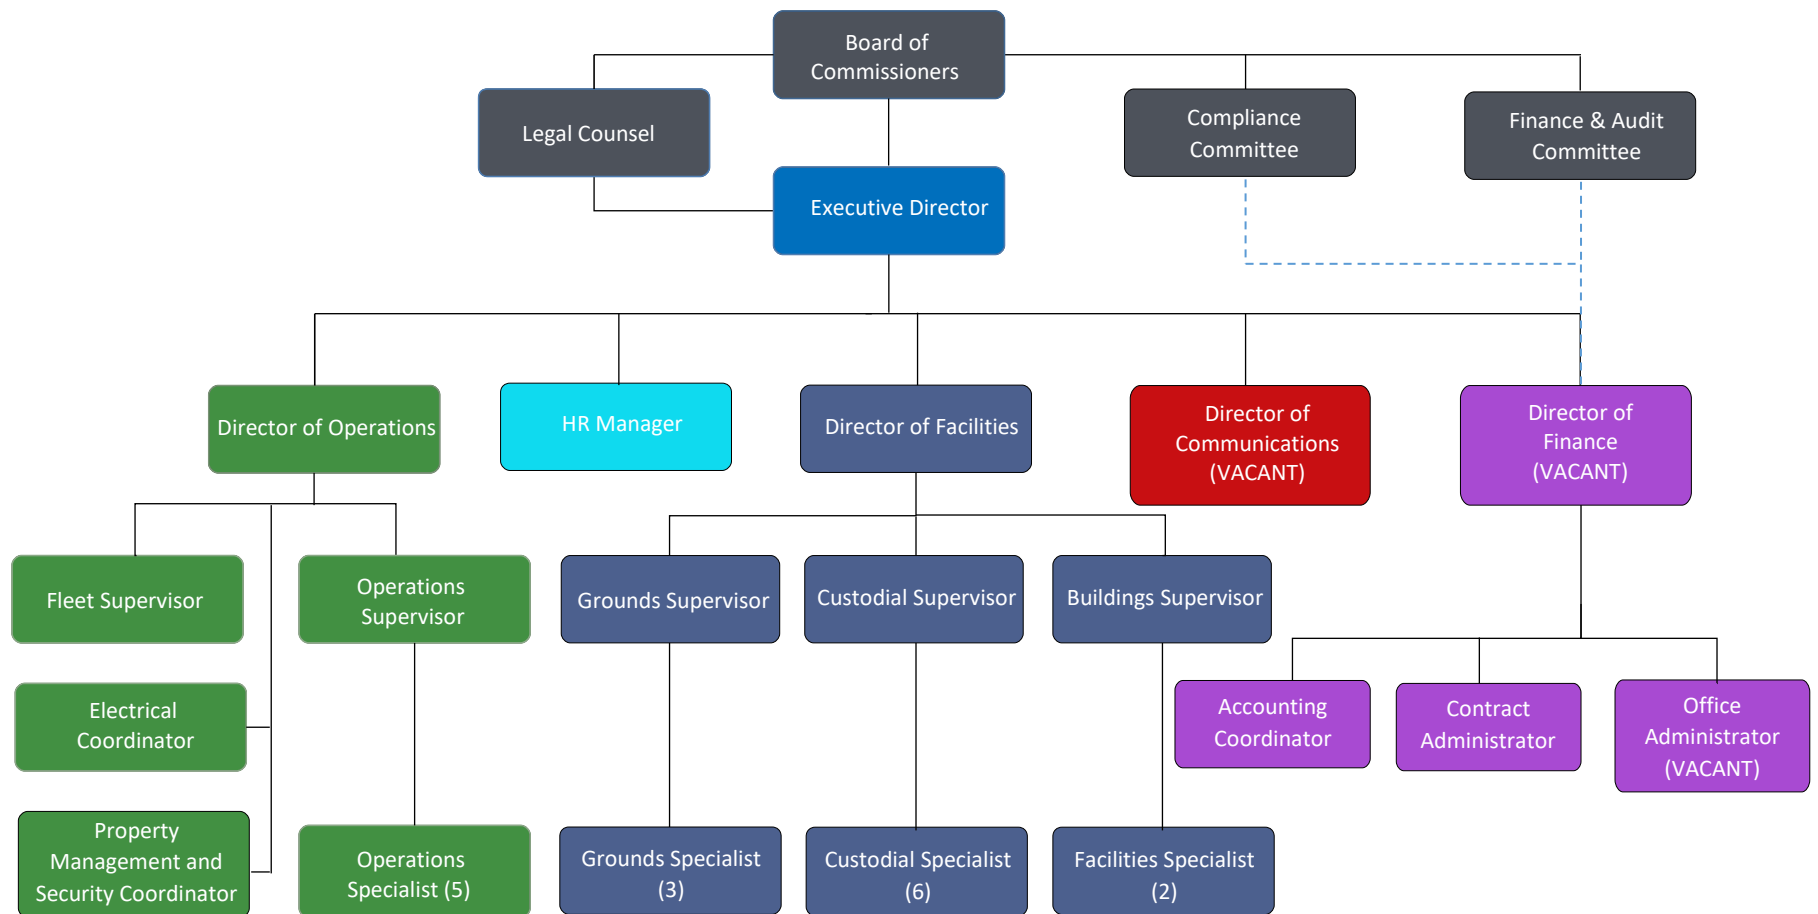 Board of
Commissioners
Legal Counsel
Compliance
Committee
Finance & Audit
Committee
Executive Director
Director of Operations
HR Manager
Director of Facilities
Director of
Communications
(VACANT)
Director of
Finance
(VACANT)
Fleet Supervisor
Operations
Supervisor
Grounds Supervisor
Custodial Supervisor
Buildings Supervisor
Electrical
Coordinator
Accounting
Coordinator
Contract
Administrator
Office
Administrator
(VACANT)
Property
Management and
Security Coordinator
Operations
Specialist (5)
Grounds Specialist
(3)
Custodial Specialist
(6)
Facilities Specialist
(2)